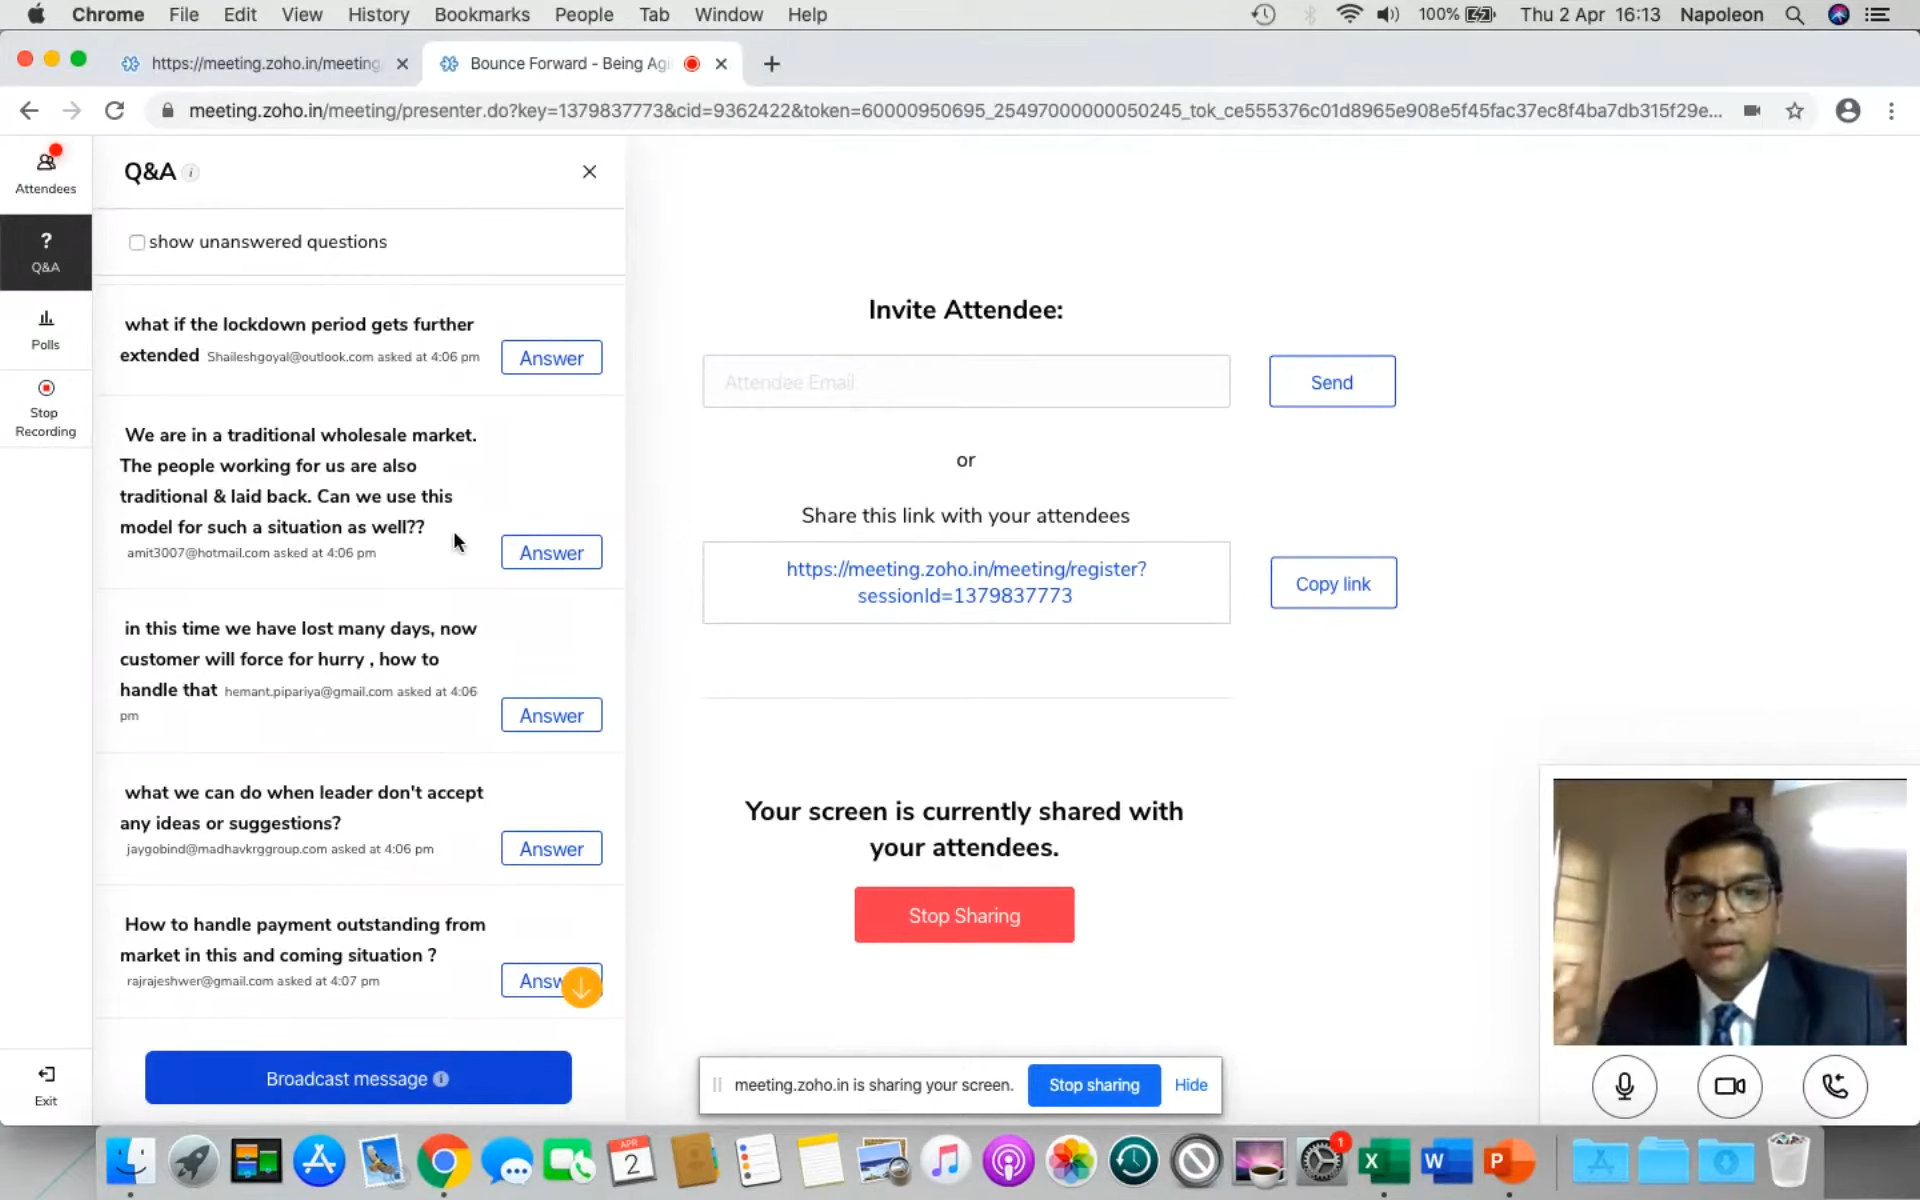 Chrome File Edit View History Bookmarks People Tab Window Help 100% Thu 2 Apr 16:13 Napoleon
https://meeting.zoho.in/meeting Bounce Forward - Being Agi
meeting.zoho.in/meeting/presenter.do?key=1379837773&cid=9362422&token=60000950695_25497000000050245_tok_ce555376c01d8965e908e5f45fac37ec8f4ba7db315f29e...
Attendees
Q&A
Polls
Stop
Recording
Exit
Q&A
show unanswered questions
what if the lockdown period gets further
extended Shaileshgoyal@outlook.com asked at 4:06 pm
Answer
We are in a traditional wholesale market.
The people working for us are also
traditional & laid back. Can we use this
model for such a situation as well??
amit3007@hotmail.com asked at 4:06 pm
Answer
in this time we have lost many days, now
customer will force for hurry , how to
handle that hemant.pipariya@gmail.com asked at 4:06
pm
Answer
what we can do when leader don't accept
any ideas or suggestions?
jaygobind@madhavkrggroup.com asked at 4:06 pm
Answer
How to handle payment outstanding from
market in this and coming situation ?
rajrajeshwer@gmail.com asked at 4:07 pm
Answ
Broadcast message
Invite Attendee:
Attendee Email
Send
or
Share this link with your attendees
https://meeting.zoho.in/meeting/register?
sessionId=1379837773
Copy link
Your screen is currently shared with
your attendees.
Stop Sharing
meeting.zoho.in is sharing your screen. Stop sharing Hide
APR
2
1
X
W
P